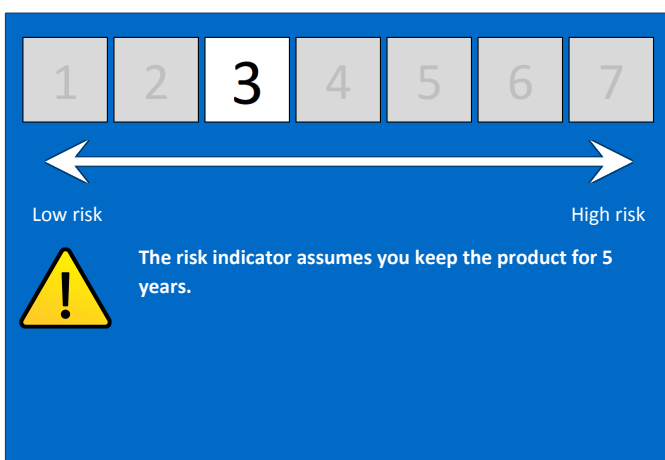 1 2 3 4 5 6 7
Low risk High risk
The risk indicator assumes you keep the product for 5
years.